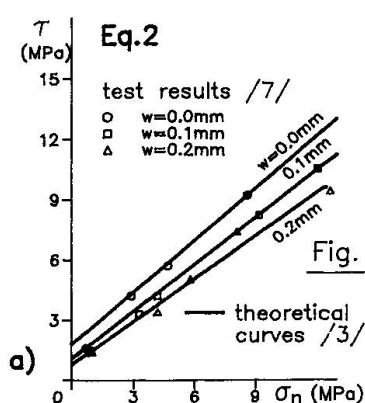 τ
(MPa)
Eq.2
15
test results /7/
w=0.0mm
w=0.1mm
w=0.2mm
12
w=0.0mm
0.1mm
9
0.2mm
6
Fig.
3
theoretical
curves /3/
a)
0 3 6 9 σn (MPa)